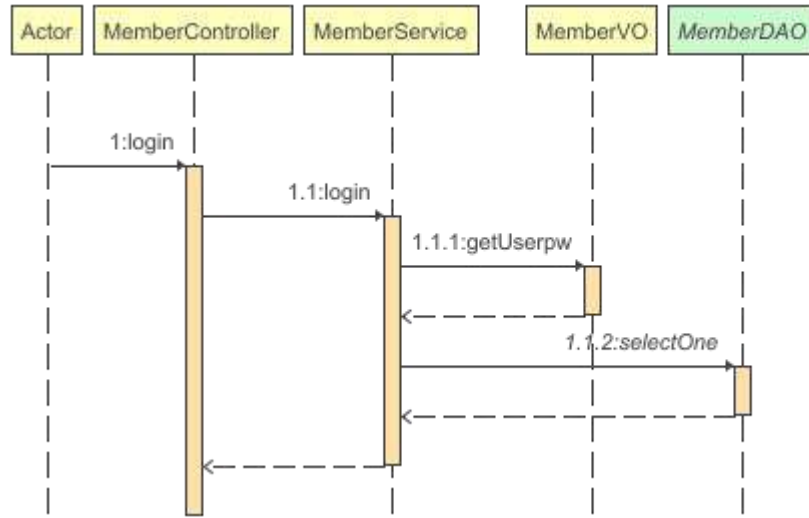 Actor
MemberController
MemberService
MemberVO
MemberDAO
1:login
1.1:login
1.1.1:getUserpw
1.1.2:selectOne